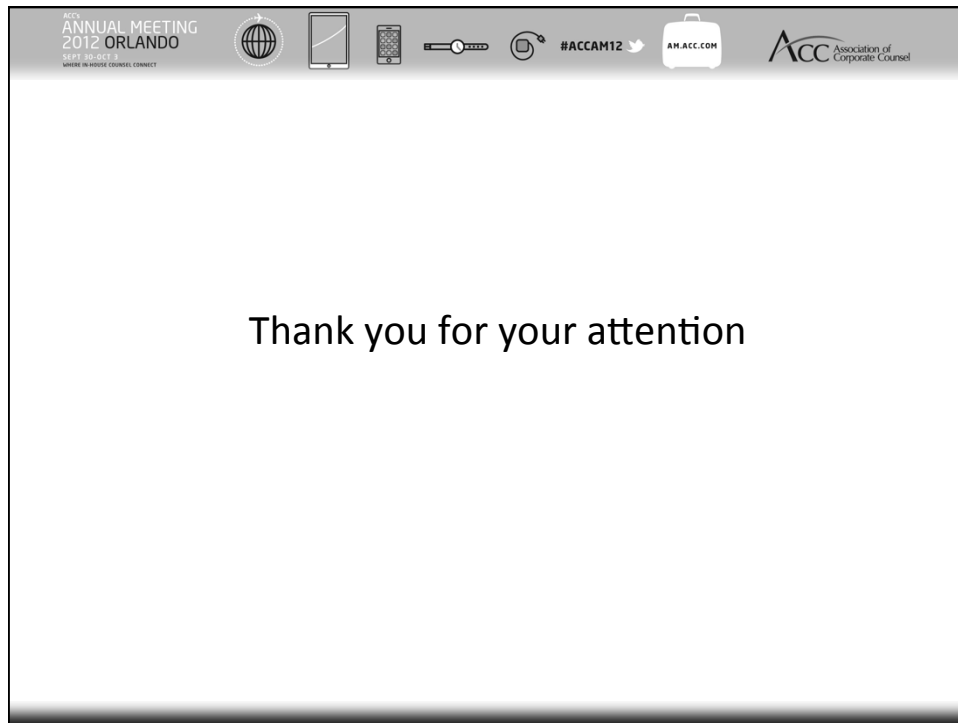 ACC's
ANNUAL MEETING
2012 ORLANDO
SEPT 30-OCT 3
WHERE IN-HOUSE COUNSEL CONNECT
#ACCAM12
AM.ACC.COM
ACC Association of
Corporate Counsel
Thank you for your attention